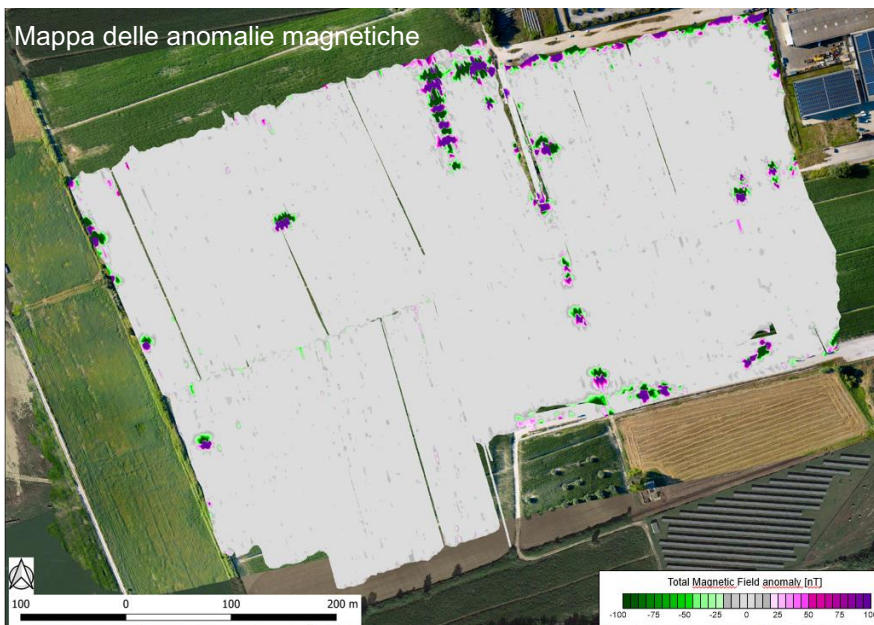 Mappa delle anomalie magnetiche
100 0 100 200 m
Total Magnetic Field anomaly [nT]
-100 -75 -50 -25 0 25 50 75 100